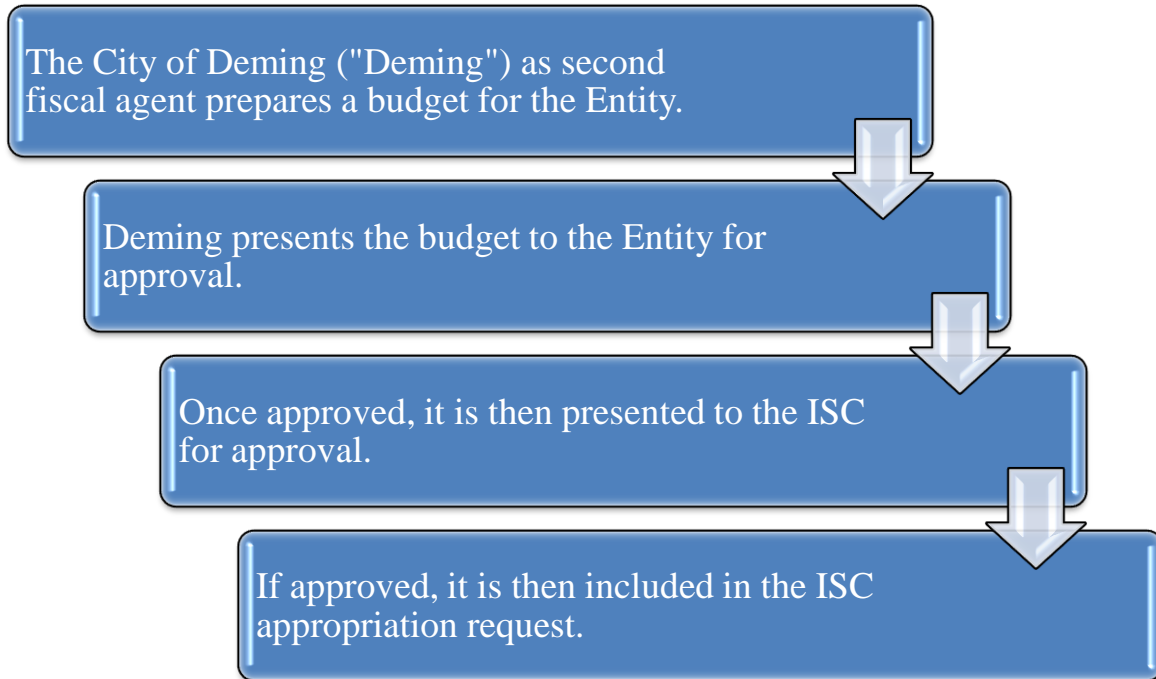 The City of Deming ("Deming") as second
fiscal agent prepares a budget for the Entity.
Deming presents the budget to the Entity for
approval.
Once approved, it is then presented to the ISC
for approval.
If approved, it is then included in the ISC
appropriation request.